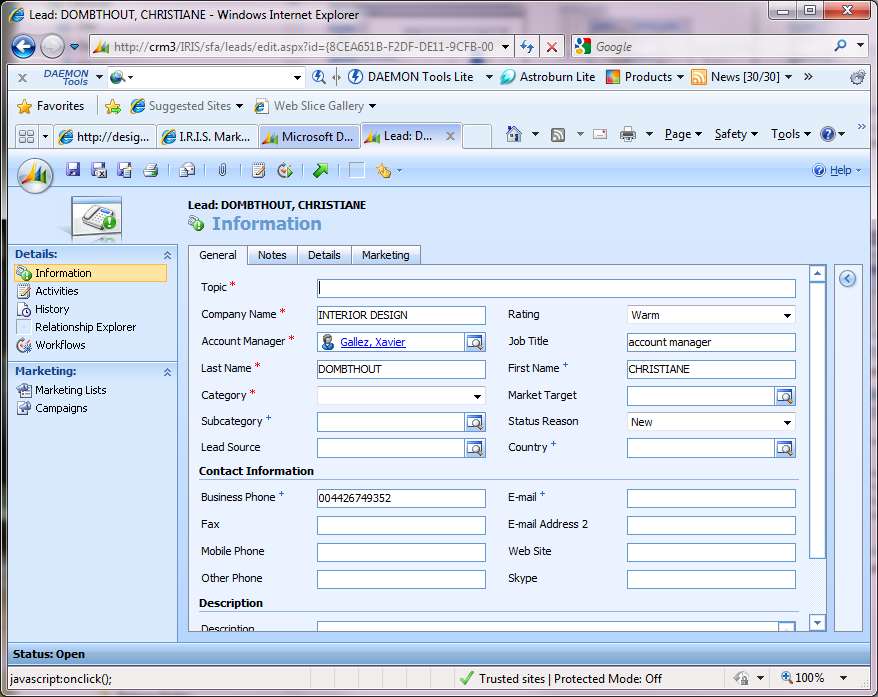 Lead: DOMBTHOUT, CHRISTIANE - Windows Internet Explorer
http://crm3/IRIS/sfa/leads/edit.aspx?id={8CEA651B-F2DF-DE11-9CFB-00
Google
DAEMON Tools
DAEMON Tools Lite Astroburn Lite Products News [30/30] »
Favorites Suggested Sites Web Slice Gallery
http://desig... I.R.I.S. Mark... Microsoft D... Lead: D... X Page Safety Tools »
Help
Lead: DOMBTHOUT, CHRISTIANE
Information
Details:
Information
Activities
History
Relationship Explorer
Workflows
Marketing:
Marketing Lists
Campaigns
General Notes Details Marketing
Topic *
Company Name * INTERIOR DESIGN Rating Warm
Account Manager * Gallez, Xavier Job Title account manager
Last Name * DOMBTHOUT First Name + CHRISTIANE
Category * Market Target
Subcategory + Status Reason New
Lead Source Country +
Contact Information
Business Phone + 004426749352 E-mail +
Fax E-mail Address 2
Mobile Phone Web Site
Other Phone Skype
Description
Description
Status: Open
javascript:onclick(); Trusted sites | Protected Mode: Off 100%